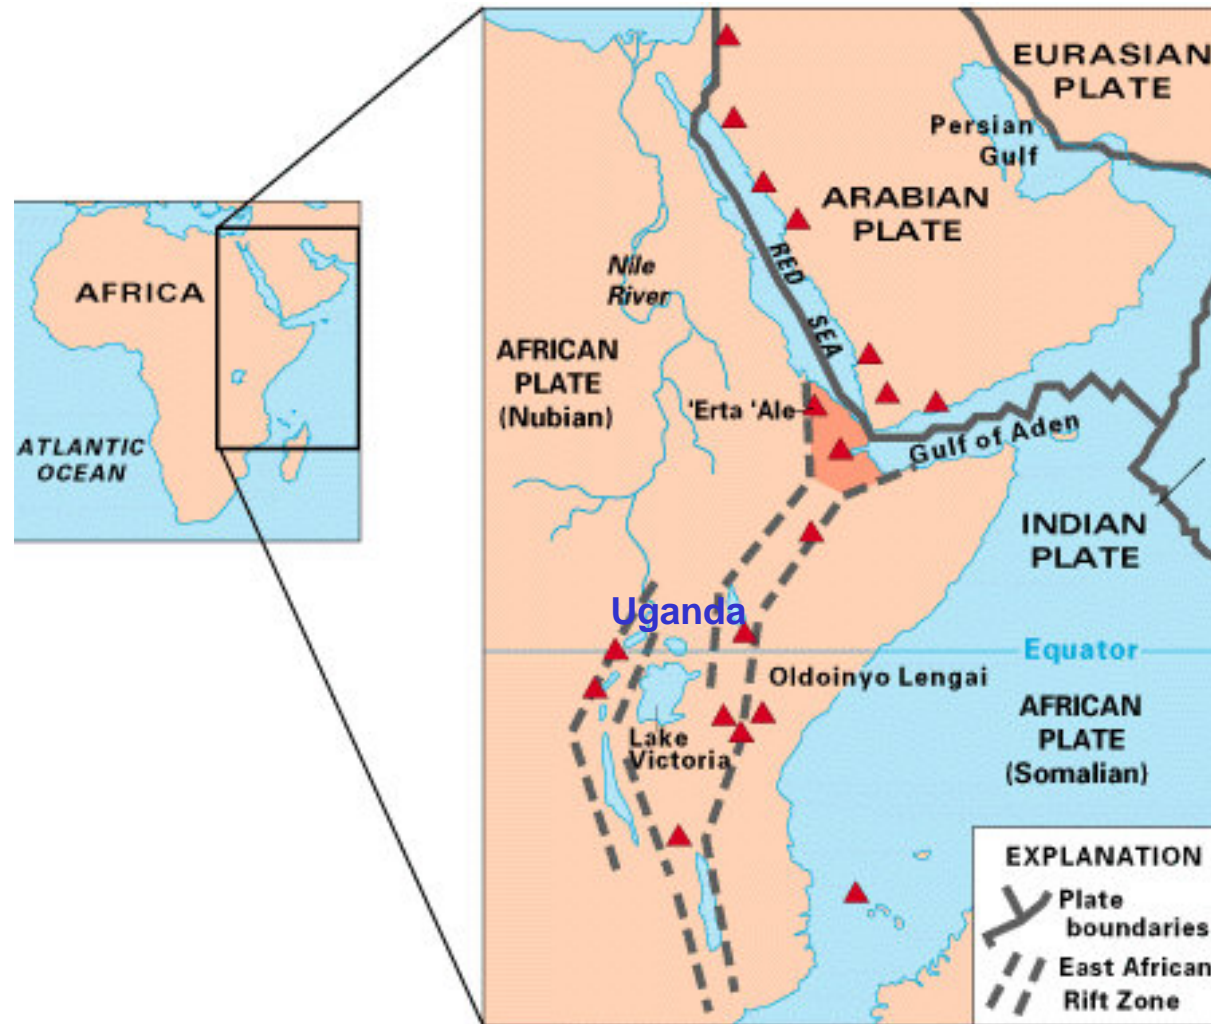 AFRICA
ATLANTIC
OCEAN
EURASIAN
PLATE
Persian
Gulf
ARABIAN
PLATE
RED
SEA
Nile
River
AFRICAN
PLATE
(Nubian)
'Erta 'Ale
Gulf of Aden
INDIAN
PLATE
Uganda
Equator
Oldoinyo Lengai
AFRICAN
PLATE
(Somalian)
Lake
Victoria
EXPLANATION
Plate
boundaries
East African
Rift Zone